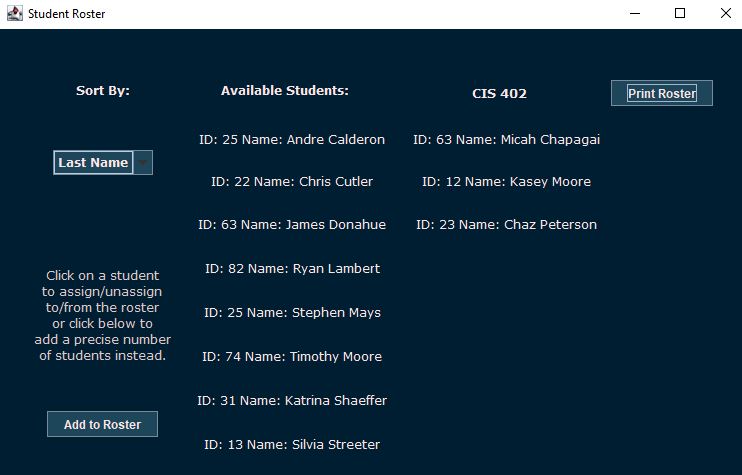 Student Roster
Sort By:
Last Name
Click on a student
to assign/unassign
to/from the roster
or click below to
add a precise number
of students instead.
Add to Roster
Available Students:
ID: 25 Name: Andre Calderon
ID: 22 Name: Chris Cutler
ID: 63 Name: James Donahue
ID: 82 Name: Ryan Lambert
ID: 25 Name: Stephen Mays
ID: 74 Name: Timothy Moore
ID: 31 Name: Katrina Shaeffer
ID: 13 Name: Silvia Streeter
CIS 402
ID: 63 Name: Micah Chapagai
ID: 12 Name: Kasey Moore
ID: 23 Name: Chaz Peterson
Print Roster